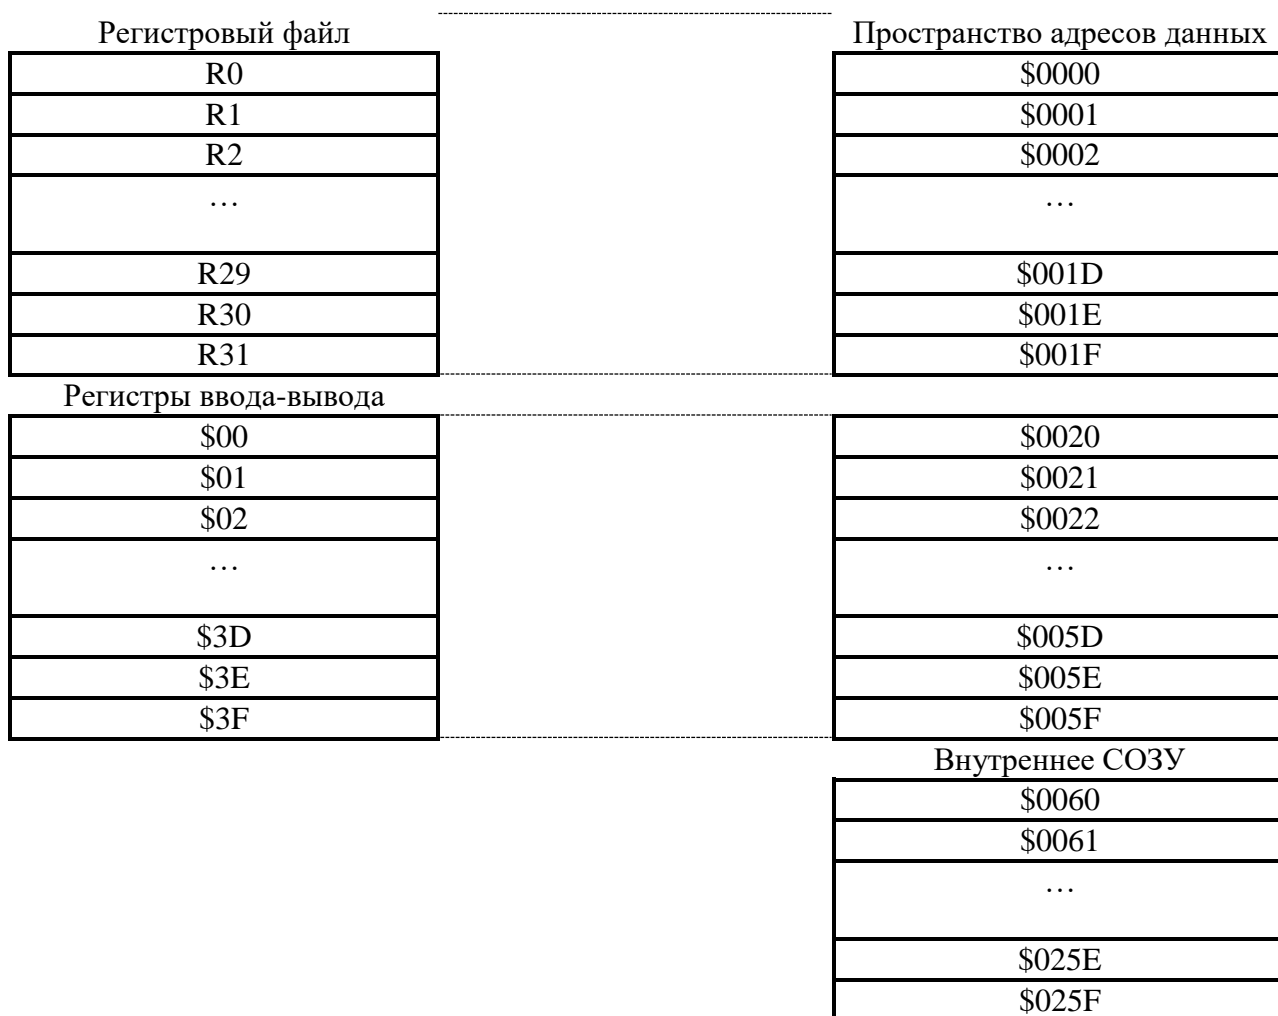 Регистровый файл Пространство адресов данных
R0 $0000
R1 $0001
R2 $0002
… …
R29 $001D
R30 $001E
R31 $001F
Регистры ввода-вывода
$00 $0020
$01 $0021
$02 $0022
… …
$3D $005D
$3E $005E
$3F $005F
Внутреннее СОЗУ
$0060
$0061
…
$025E
$025F